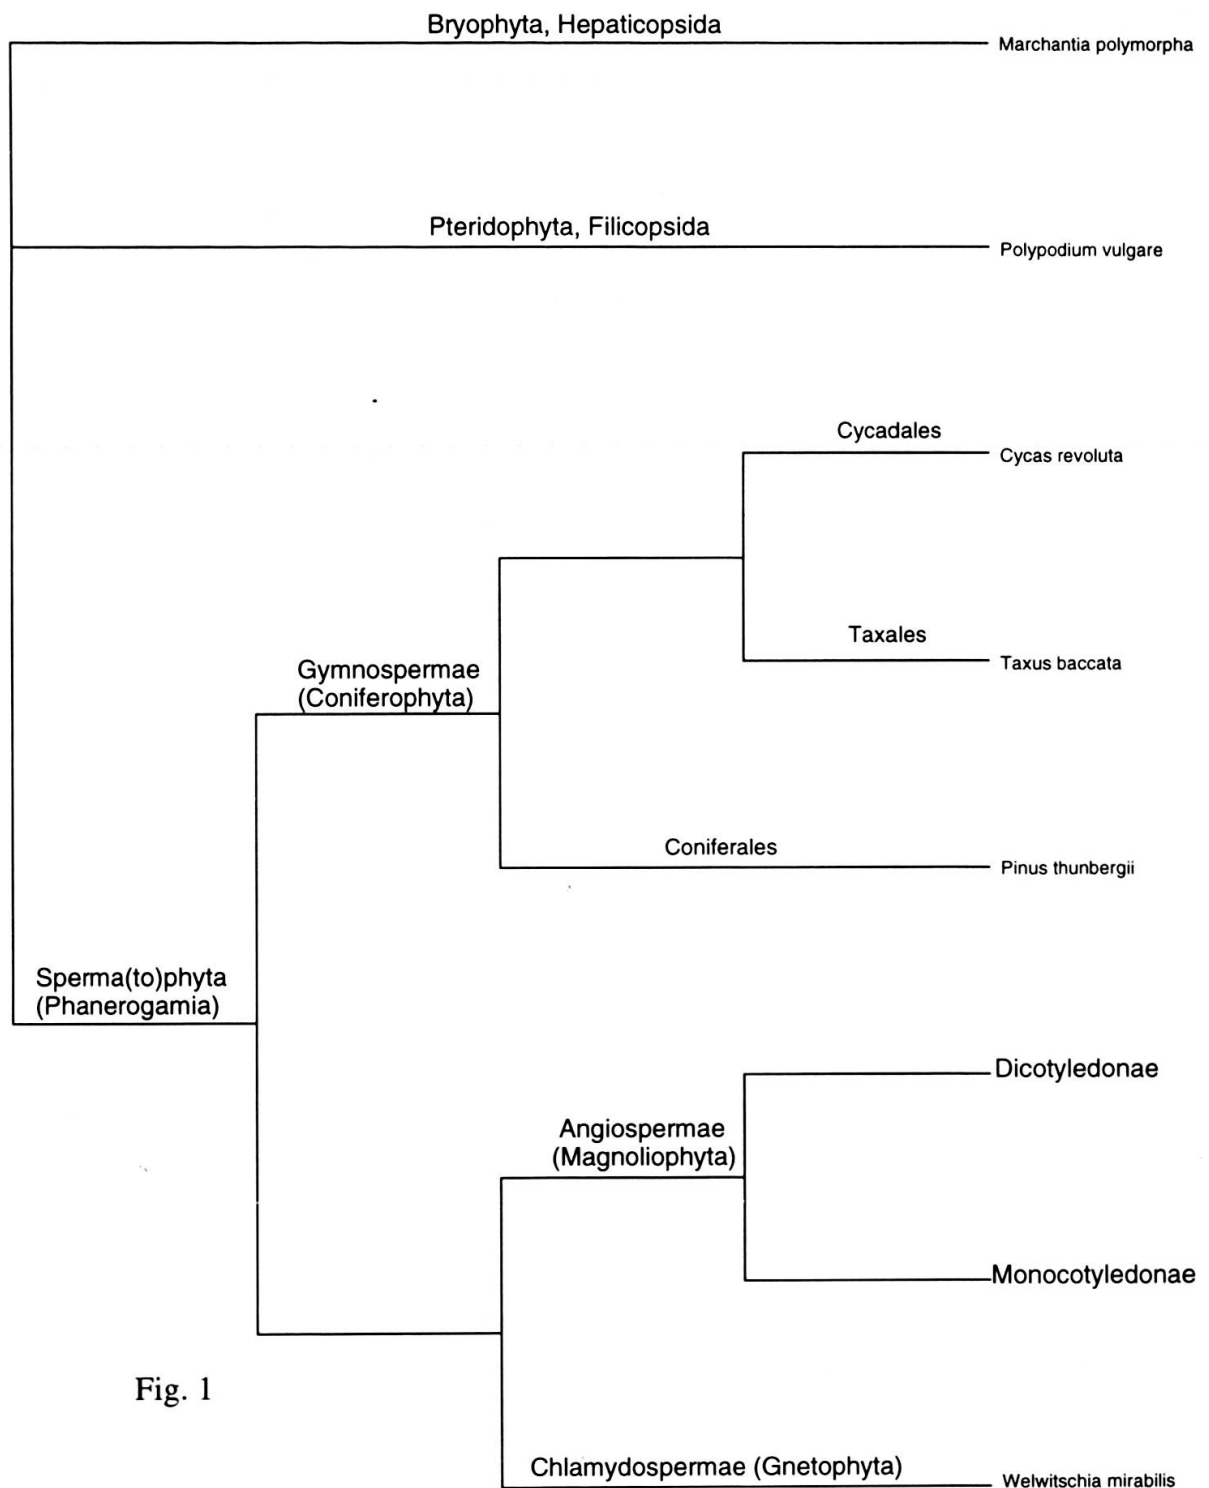 Bryophyta, Hepaticopsida
Marchantia polymorpha
Pteridophyta, Filicopsida
Polypodium vulgare
Cycadales
Cycas revoluta
Taxales
Taxus baccata
Gymnospermae
(Coniferophyta)
Coniferales
Pinus thunbergii
Sperma(to)phyta
(Phanerogamia)
Dicotyledonae
Angiospermae
(Magnoliophyta)
Monocotyledonae
Fig. 1
Chlamydospermae (Gnetophyta)
Welwitschia mirabilis